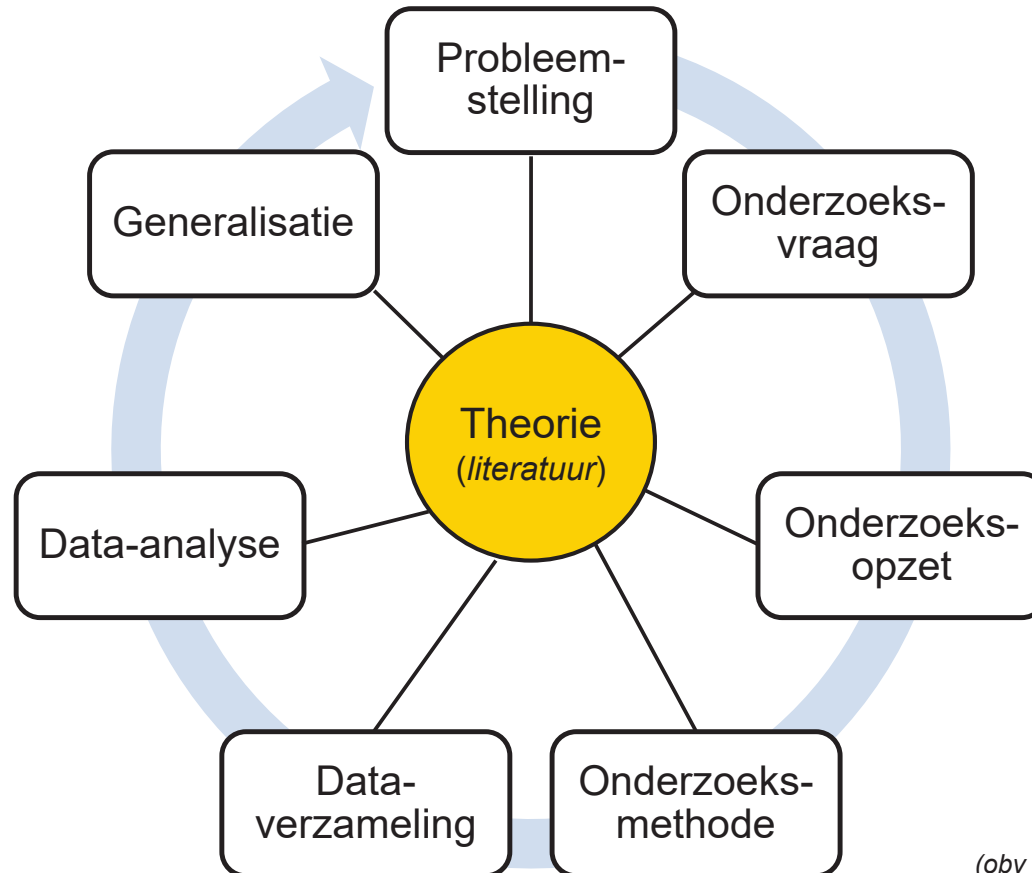 Probleem-
stelling
Onderzoeks-
vraag
Onderzoeks-
opzet
Onderzoeks-
methode
Data-
verzameling
Data-analyse
Generalisatie
Theorie
(literatuur)
(obv